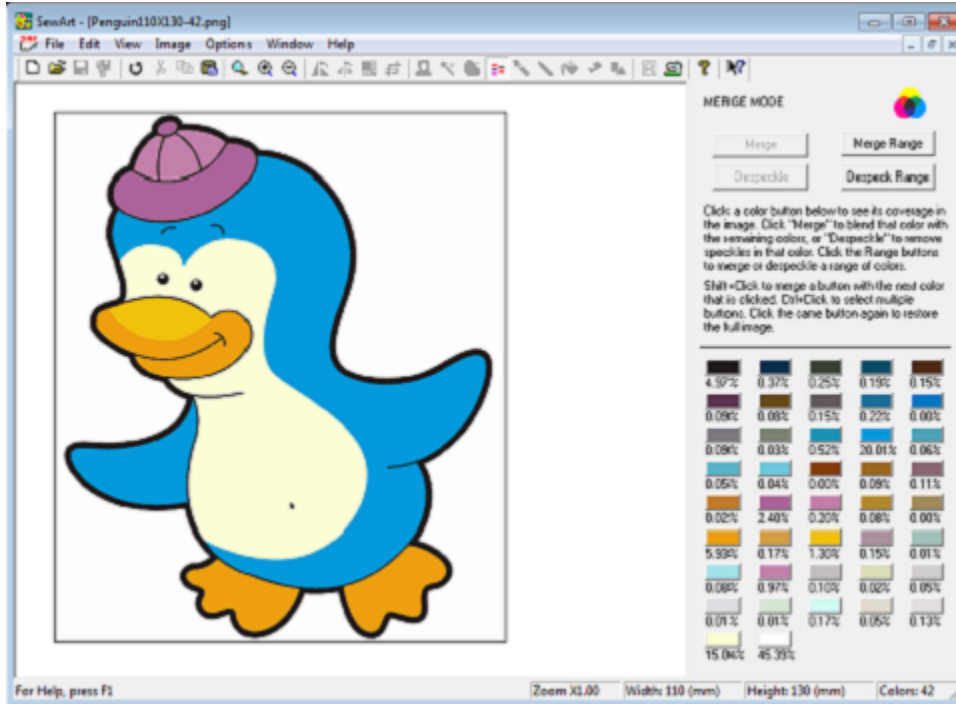 SewArt - [Penguin110X130-42.png]
File Edit View Image Options Window Help
MERGE MODE
Merge Merge Range
Despeckle Despeck Range
Click a color button below to see its coverage in
the image. Click "Merge" to blend that color with
the remaining colors, or "Despeckle" to remove
speckles in that color. Click the Range buttons
to merge or despeckle a range of colors.
Shift+Click to merge a button with the next color
that is clicked. Ctrl+Click to select multiple
buttons. Click the same button again to restore
the full image.
4.97% 0.37% 0.25% 0.19% 0.15%
0.09% 0.08% 0.15% 0.22% 0.00%
0.09% 0.03% 0.52% 20.01% 0.06%
0.05% 0.04% 0.00% 0.09% 0.11%
0.02% 2.40% 0.20% 0.08% 0.00%
5.93% 0.17% 1.30% 0.15% 0.01%
0.08% 0.97% 0.10% 0.02% 0.05%
0.01% 0.01% 0.17% 0.05% 0.13%
15.04% 45.39%
For Help, press F1 Zoom X1.00 Width: 110 (mm) Height: 130 (mm) Colors: 42